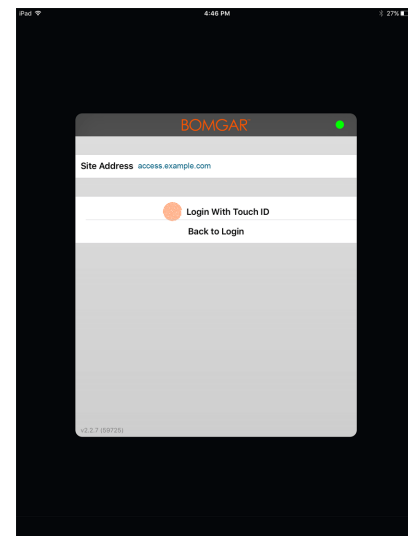 iPad 4:46 PM 27%
BOMGAR
Site Address access.example.com
Login With Touch ID
Back to Login
v2.2.7 (59725)